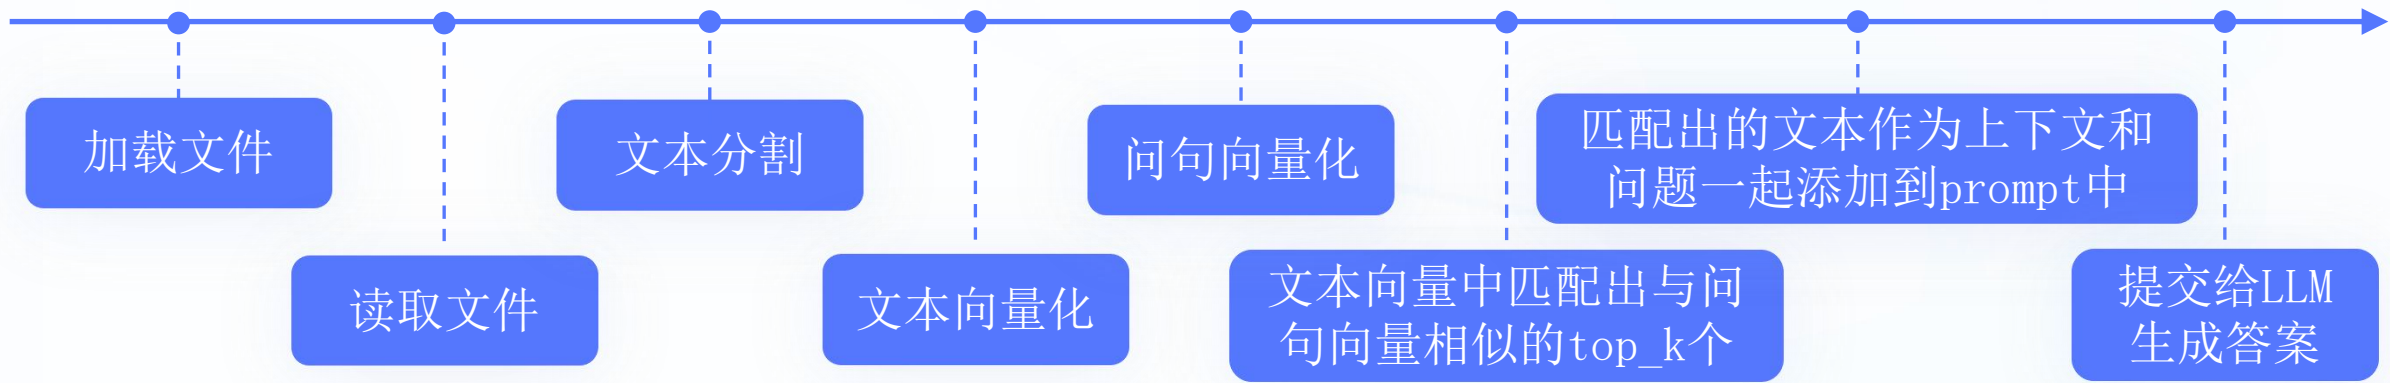 加载文件
读取文件
文本分割
文本向量化
问句向量化
文本向量中匹配出与问
句向量相似的top_k个
匹配出的文本作为上下文和
问题一起添加到prompt中
提交给LLM
生成答案